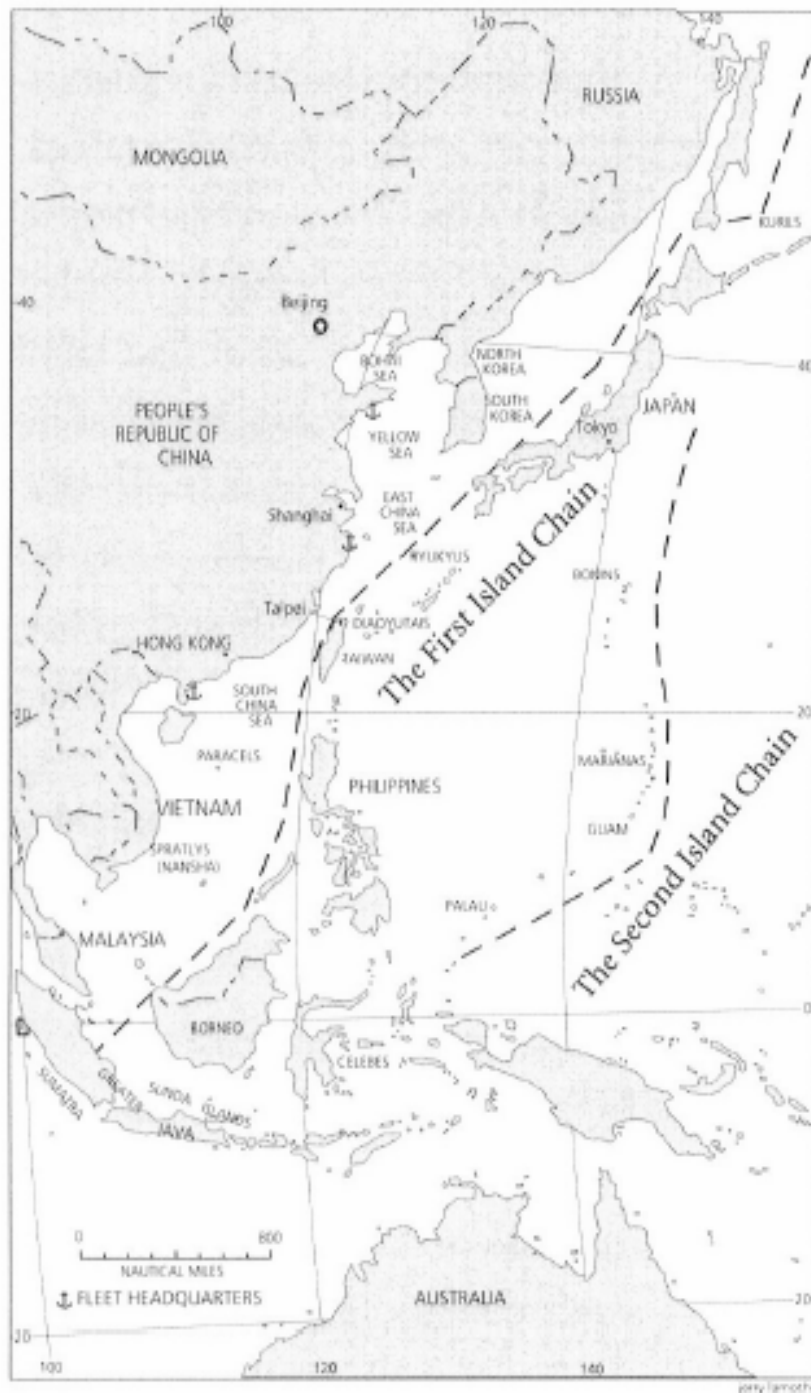 100
120
140
RUSSIA
MONGOLIA
KURILS
40
Beijing
BOHAI
SEA
NORTH
KOREA
40
SOUTH
KOREA
JAPAN
PEOPLE'S
REPUBLIC OF
CHINA
YELLOW
SEA
Tokyo
EAST
CHINA
SEA
Shanghai
The First Island Chain
RYUKYUS
BONINS
Taipei
DIAOYUTAIS
HONG KONG
TAIWAN
SOUTH
CHINA
SEA
20
20
PARACELS
MARIANAS
PHILIPPINES
VIETNAM
GUAM
The Second Island Chain
SPRATLYS
(NANSHA)
PALAU
MALAYSIA
0
BORNEO
CELEBES
SUMATRA
GREATER SUNDA ISLANDS
JAVA
0 800
NAUTICAL MILES
FLEET HEADQUARTERS
AUSTRALIA
20
20
100
120
140